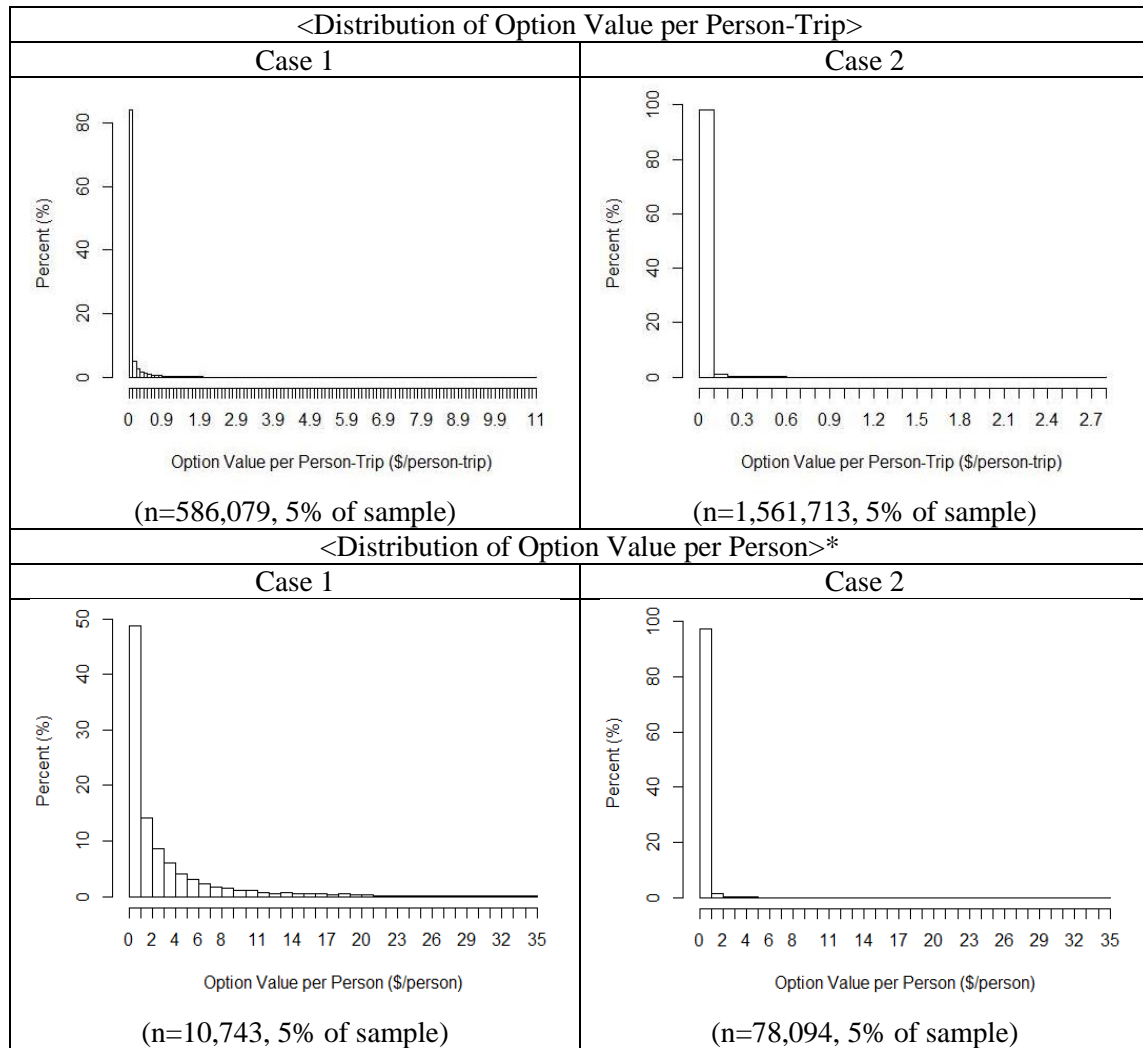 <Distribution of Option Value per Person-Trip>
Case 1
Case 2
Percent (%)
0 20 40 60 80
0 0.9 1.9 2.9 3.9 4.9 5.9 6.9 7.9 8.9 9.9 11
Option Value per Person-Trip ($/person-trip)
(n=586,079, 5% of sample)
Percent (%)
0 20 40 60 80 100
0 0.3 0.6 0.9 1.2 1.5 1.8 2.1 2.4 2.7
Option Value per Person-Trip ($/person-trip)
(n=1,561,713, 5% of sample)
<Distribution of Option Value per Person>*
Case 1
Case 2
Percent (%)
0 10 20 30 40 50
0 2 4 6 8 11 14 17 20 23 26 29 32 35
Option Value per Person ($/person)
(n=10,743, 5% of sample)
Percent (%)
0 20 40 60 80 100
0 2 4 6 8 11 14 17 20 23 26 29 32 35
Option Value per Person ($/person)
(n=78,094, 5% of sample)